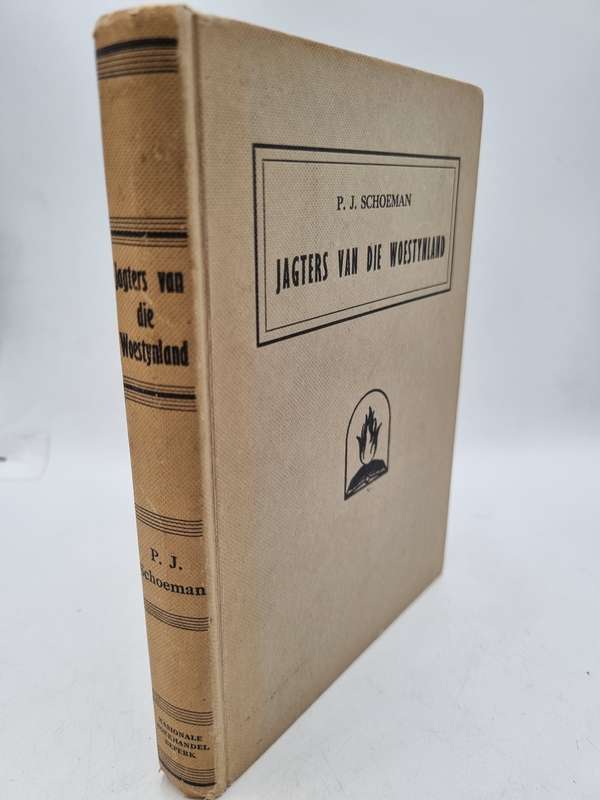 P. J. SCHOEMAN
JAGTERS VAN DIE WOESTYNLAND
Jagters van
die
Woestynland
P. J.
Schoeman
NASIONALE
BOEKHANDEL
BEPERK